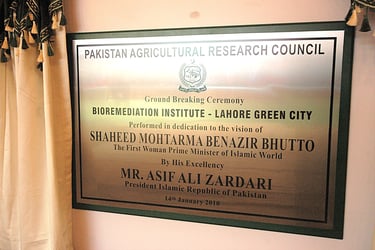 PAKISTAN AGRICULTURAL RESEARCH COUNCIL
Ground Breaking Ceremony
BIOREMEDIATION INSTITUTE - LAHORE GREEN CITY
Performed in dedication to the vision of
SHAHEED MOHTARMA BENAZIR BHUTTO
The First Woman Prime Minister of Islamic World
By His Excellency
MR. ASIF ALI ZARDARI
President Islamic Republic of Pakistan
14th January 2010